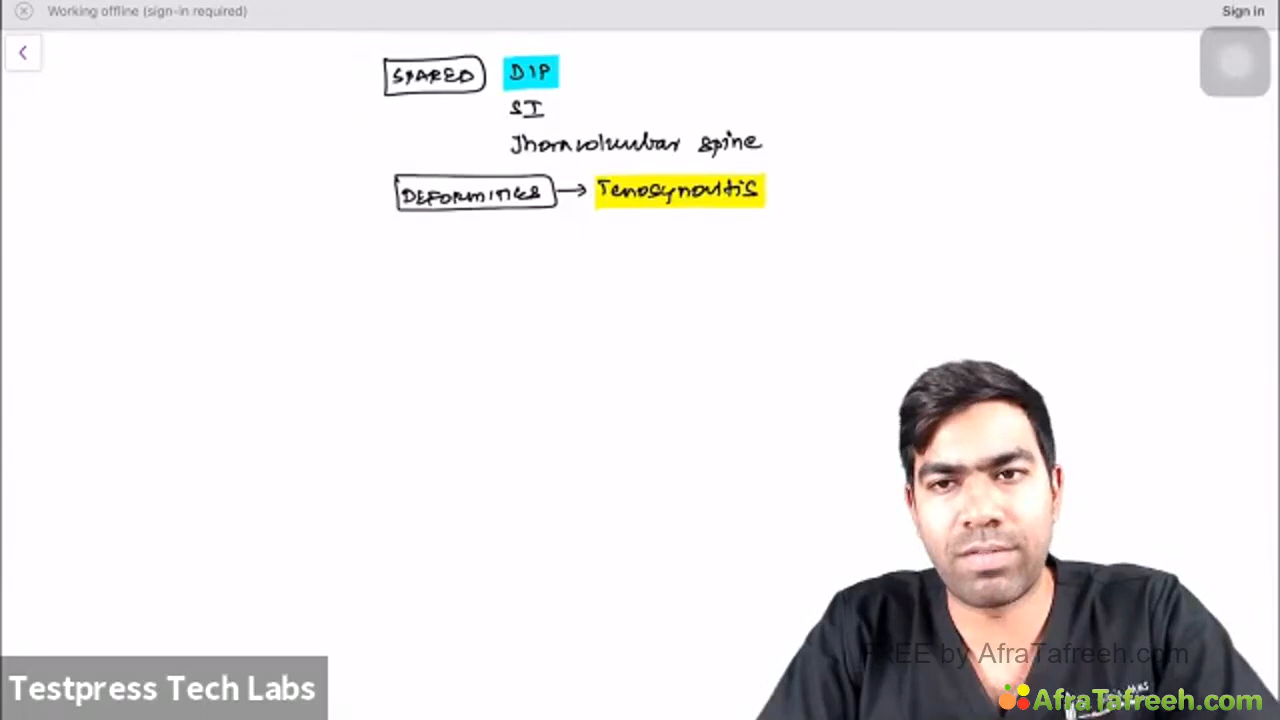 Working offline (sign-in required)
Sign in
SPARED DIP
SI
Thoracolumbar spine
DEFORMITIES → Tenosynovitis
FREE by AfraTafreeh.com
Testpress Tech Labs
AfraTafreeh.com